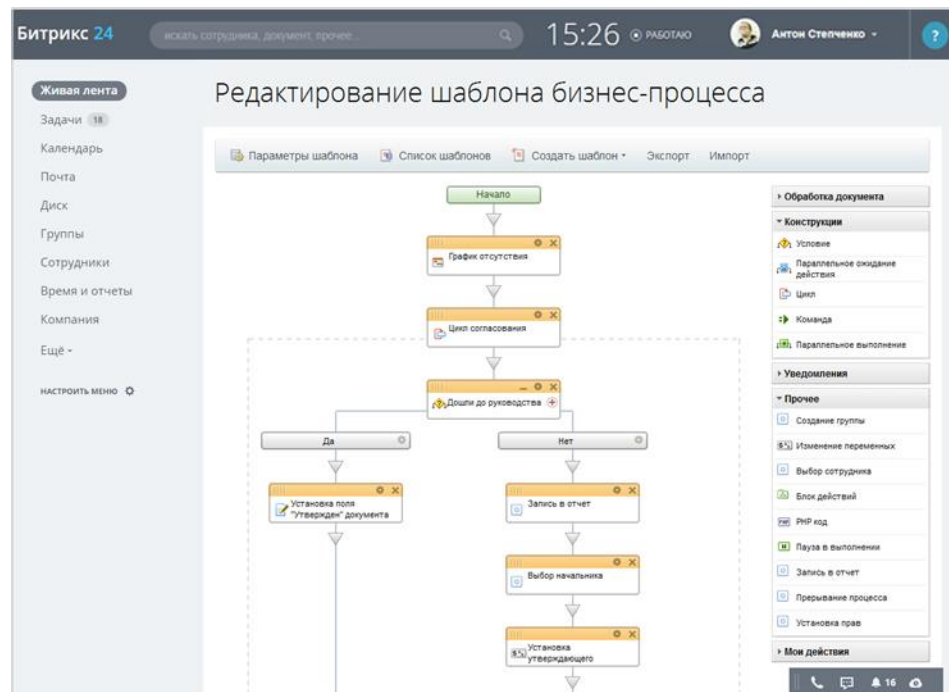 Битрикс 24
искать сотрудника, документ, прочее...
15:26 РАБОТАЮ
Антон Степченко
?
Живая лента
Задачи 18
Календарь
Почта
Диск
Группы
Сотрудники
Время и отчеты
Компания
Ещё
НАСТРОИТЬ МЕНЮ
Редактирование шаблона бизнес-процесса
Параметры шаблона Список шаблонов Создать шаблон Экспорт Импорт
Начало
График отсутствия
Цикл согласования
Дошли до руководства
Да
Нет
Установка поля
"Утвержден" документа
Запись в отчет
Выбор начальника
Установка
утверждающего
Обработка документа
Конструкции
Условие
Параллельное ожидание
действия
Цикл
Команда
Параллельное выполнение
Уведомления
Прочее
Создание группы
Изменение переменных
Выбор сотрудника
Блок действий
PHP код
Пауза в выполнении
Запись в отчет
Прерывание процесса
Установка прав
Мои действия
16